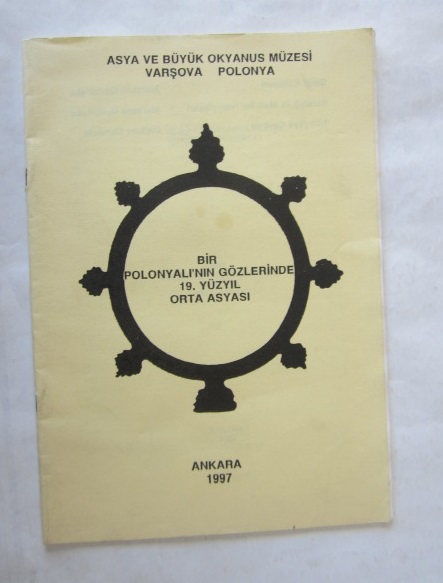 ASYA VE BÜYÜK OKYANUS MÜZESİ
VARŞOVA POLONYA
BİR
POLONYALI'NIN GÖZLERİNDE
19. YÜZYIL
ORTA ASYASI
ANKARA
1997